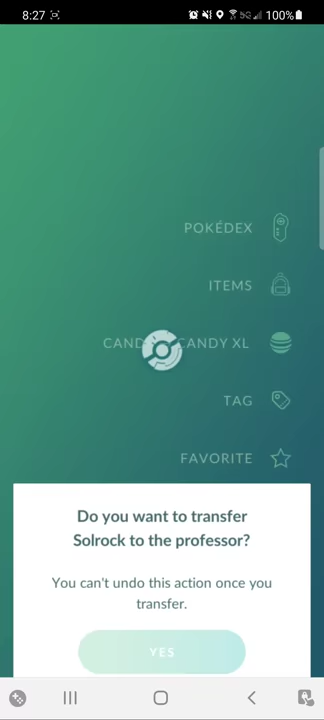 8:27 5G 100%
POKÉDEX
ITEMS
CANDY XL
TAG
FAVORITE
Do you want to transfer
Solrock to the professor?
You can't undo this action once you
transfer.
YES